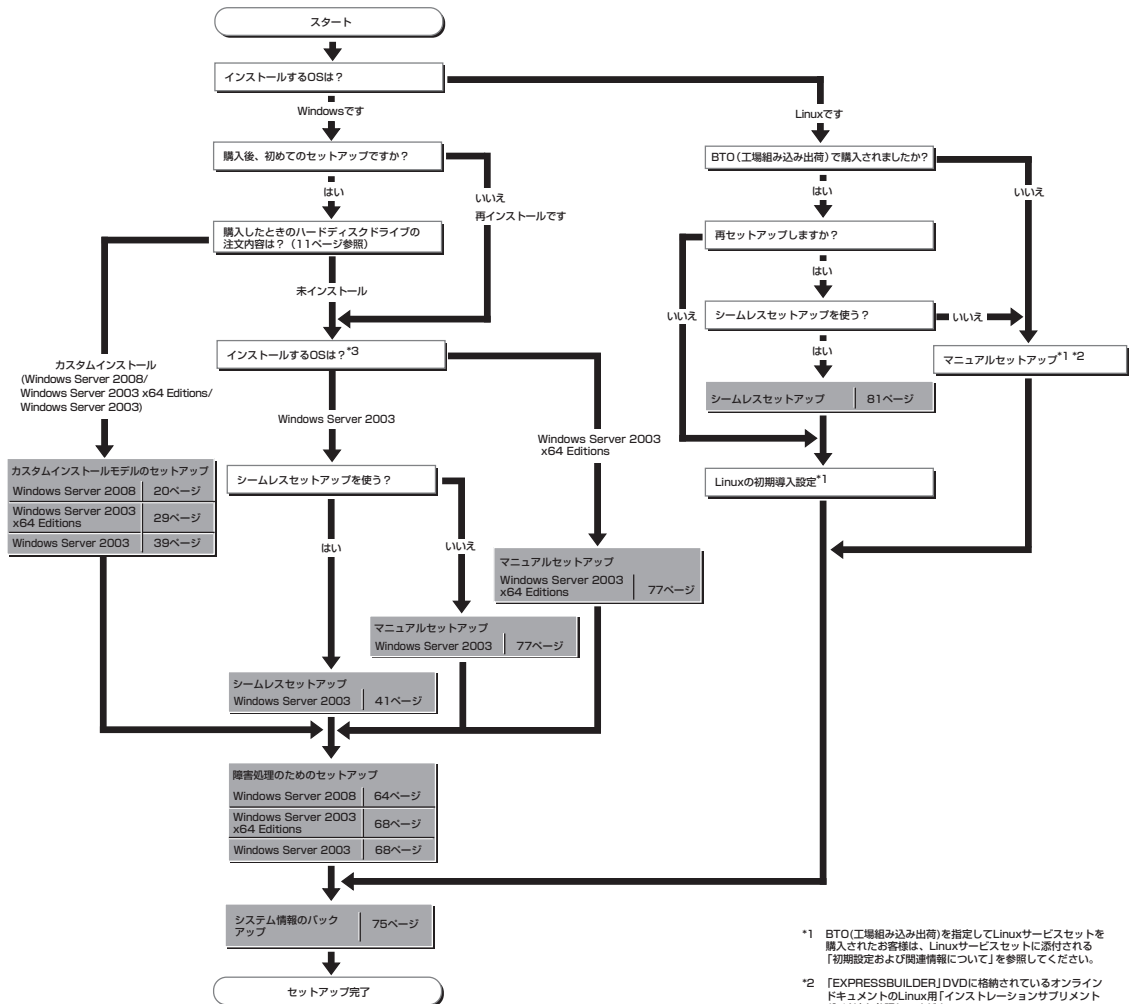 スタート
インストールするOSは？
Windowsです
Linuxです
購入後、初めてのセットアップですか？
はい
いいえ
再インストールです
購入したときのハードディスクドライブの
注文内容は？（11ページ参照）
未インストール
カスタムインストール
(Windows Server 2008/
Windows Server 2003 x64 Editions/
Windows Server 2003)
インストールするOSは？*3
Windows Server 2003
Windows Server 2003
x64 Editions
カスタムインストールモデルのセットアップ
Windows Server 2008 20ページ
Windows Server 2003
x64 Editions 29ページ
Windows Server 2003 39ページ
シームレスセットアップを使う？
はい
いいえ
マニュアルセットアップ
Windows Server 2003
x64 Editions 77ページ
マニュアルセットアップ
Windows Server 2003 77ページ
シームレスセットアップ
Windows Server 2003 41ページ
障害処理のためのセットアップ
Windows Server 2008 64ページ
Windows Server 2003
x64 Editions 68ページ
Windows Server 2003 68ページ
BTO（工場組み込み出荷）で購入されましたか？
はい
いいえ
再セットアップしますか？
はい
いいえ
シームレスセットアップを使う？
いいえ
はい
マニュアルセットアップ*1 *2
シームレスセットアップ 81ページ
Linuxの初期導入設定*1
システム情報のバック
アップ 75ページ
セットアップ完了
*1 BTO(工場組み込み出荷)を指定してLinuxサービスセットを
購入されたお客様は、Linuxサービスセットに添付される
「初期設定および関連情報について」を参照してください。
*2 「EXPRESSBUILDER」DVDに格納されているオンライン
ドキュメントのLinux用「インストレーションサプリメント